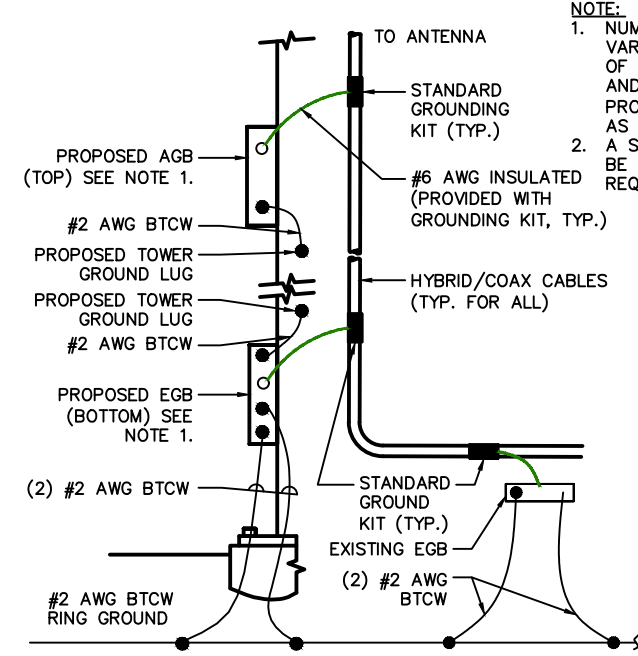 NOTE:
1. NUM
VAR
OF
AND
PRO
AS
2. A S
BE
REQ
TO ANTENNA
STANDARD
GROUNDING
KIT (TYP.)
PROPOSED AGB
(TOP) SEE NOTE 1.
#6 AWG INSULATED
(PROVIDED WITH
GROUNDING KIT, TYP.)
#2 AWG BTCW
PROPOSED TOWER
GROUND LUG
HYBRID/COAX CABLES
(TYP. FOR ALL)
PROPOSED TOWER
GROUND LUG
#2 AWG BTCW
PROPOSED EGB
(BOTTOM) SEE
NOTE 1.
(2) #2 AWG BTCW
STANDARD
GROUND
KIT (TYP.)
EXISTING EGB
(2) #2 AWG
BTCW
#2 AWG BTCW
RING GROUND